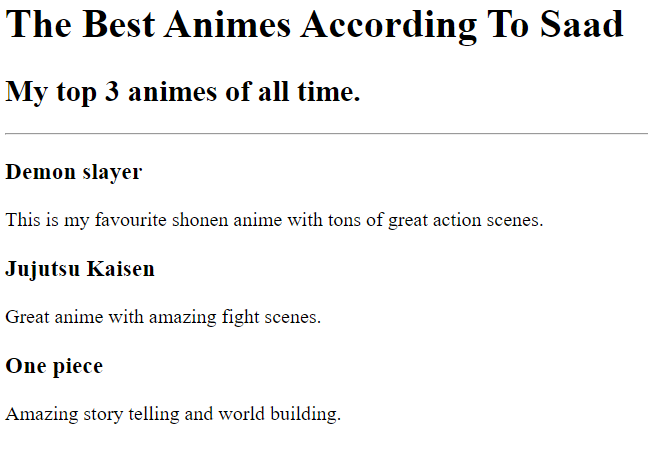 The Best Animes According To Saad
My top 3 animes of all time.
Demon slayer
This is my favourite shonen anime with tons of great action scenes.
Jujutsu Kaisen
Great anime with amazing fight scenes.
One piece
Amazing story telling and world building.